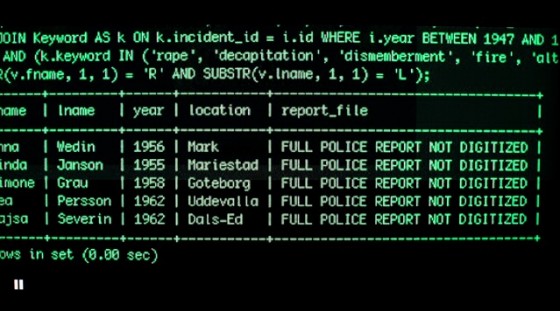 JOIN Keyword AS k ON k.incident_id = i.id WHERE i.year BETWEEN 1947 AND 1
AND (k.keyword IN ('rape', 'decapitation', 'dismemberment', 'fire', 'alt
R(v.fname, 1, 1) = 'R' AND SUBSTR(v.lname, 1, 1) = 'L');
name | lname | year | location | report_file |
nna | Wedin | 1956 | Mark | FULL POLICE REPORT NOT DIGITIZED |
inda | Janson | 1955 | Mariestad | FULL POLICE REPORT NOT DIGITIZED |
imone | Grau | 1958 | Goteborg | FULL POLICE REPORT NOT DIGITIZED |
ea | Persson | 1962 | Uddevalla | FULL POLICE REPORT NOT DIGITIZED |
ajsa | Severin | 1962 | Dals-Ed | FULL POLICE REPORT NOT DIGITIZED |
ows in set (0.00 sec)